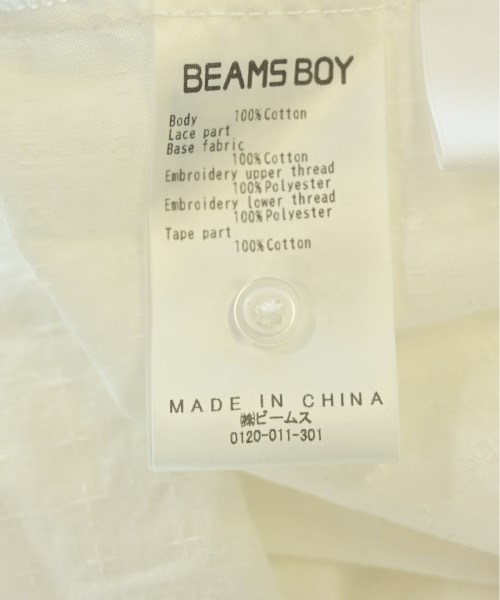 BEAMS BOY
Body 100%Cotton
Lace part
Base fabric
100%Cotton
Embroidery upper thread
100%Polyester
Embroidery lower thread
100%Polyester
Tape part
100%Cotton
MADE IN CHINA
㈱ビームス
0120-011-301